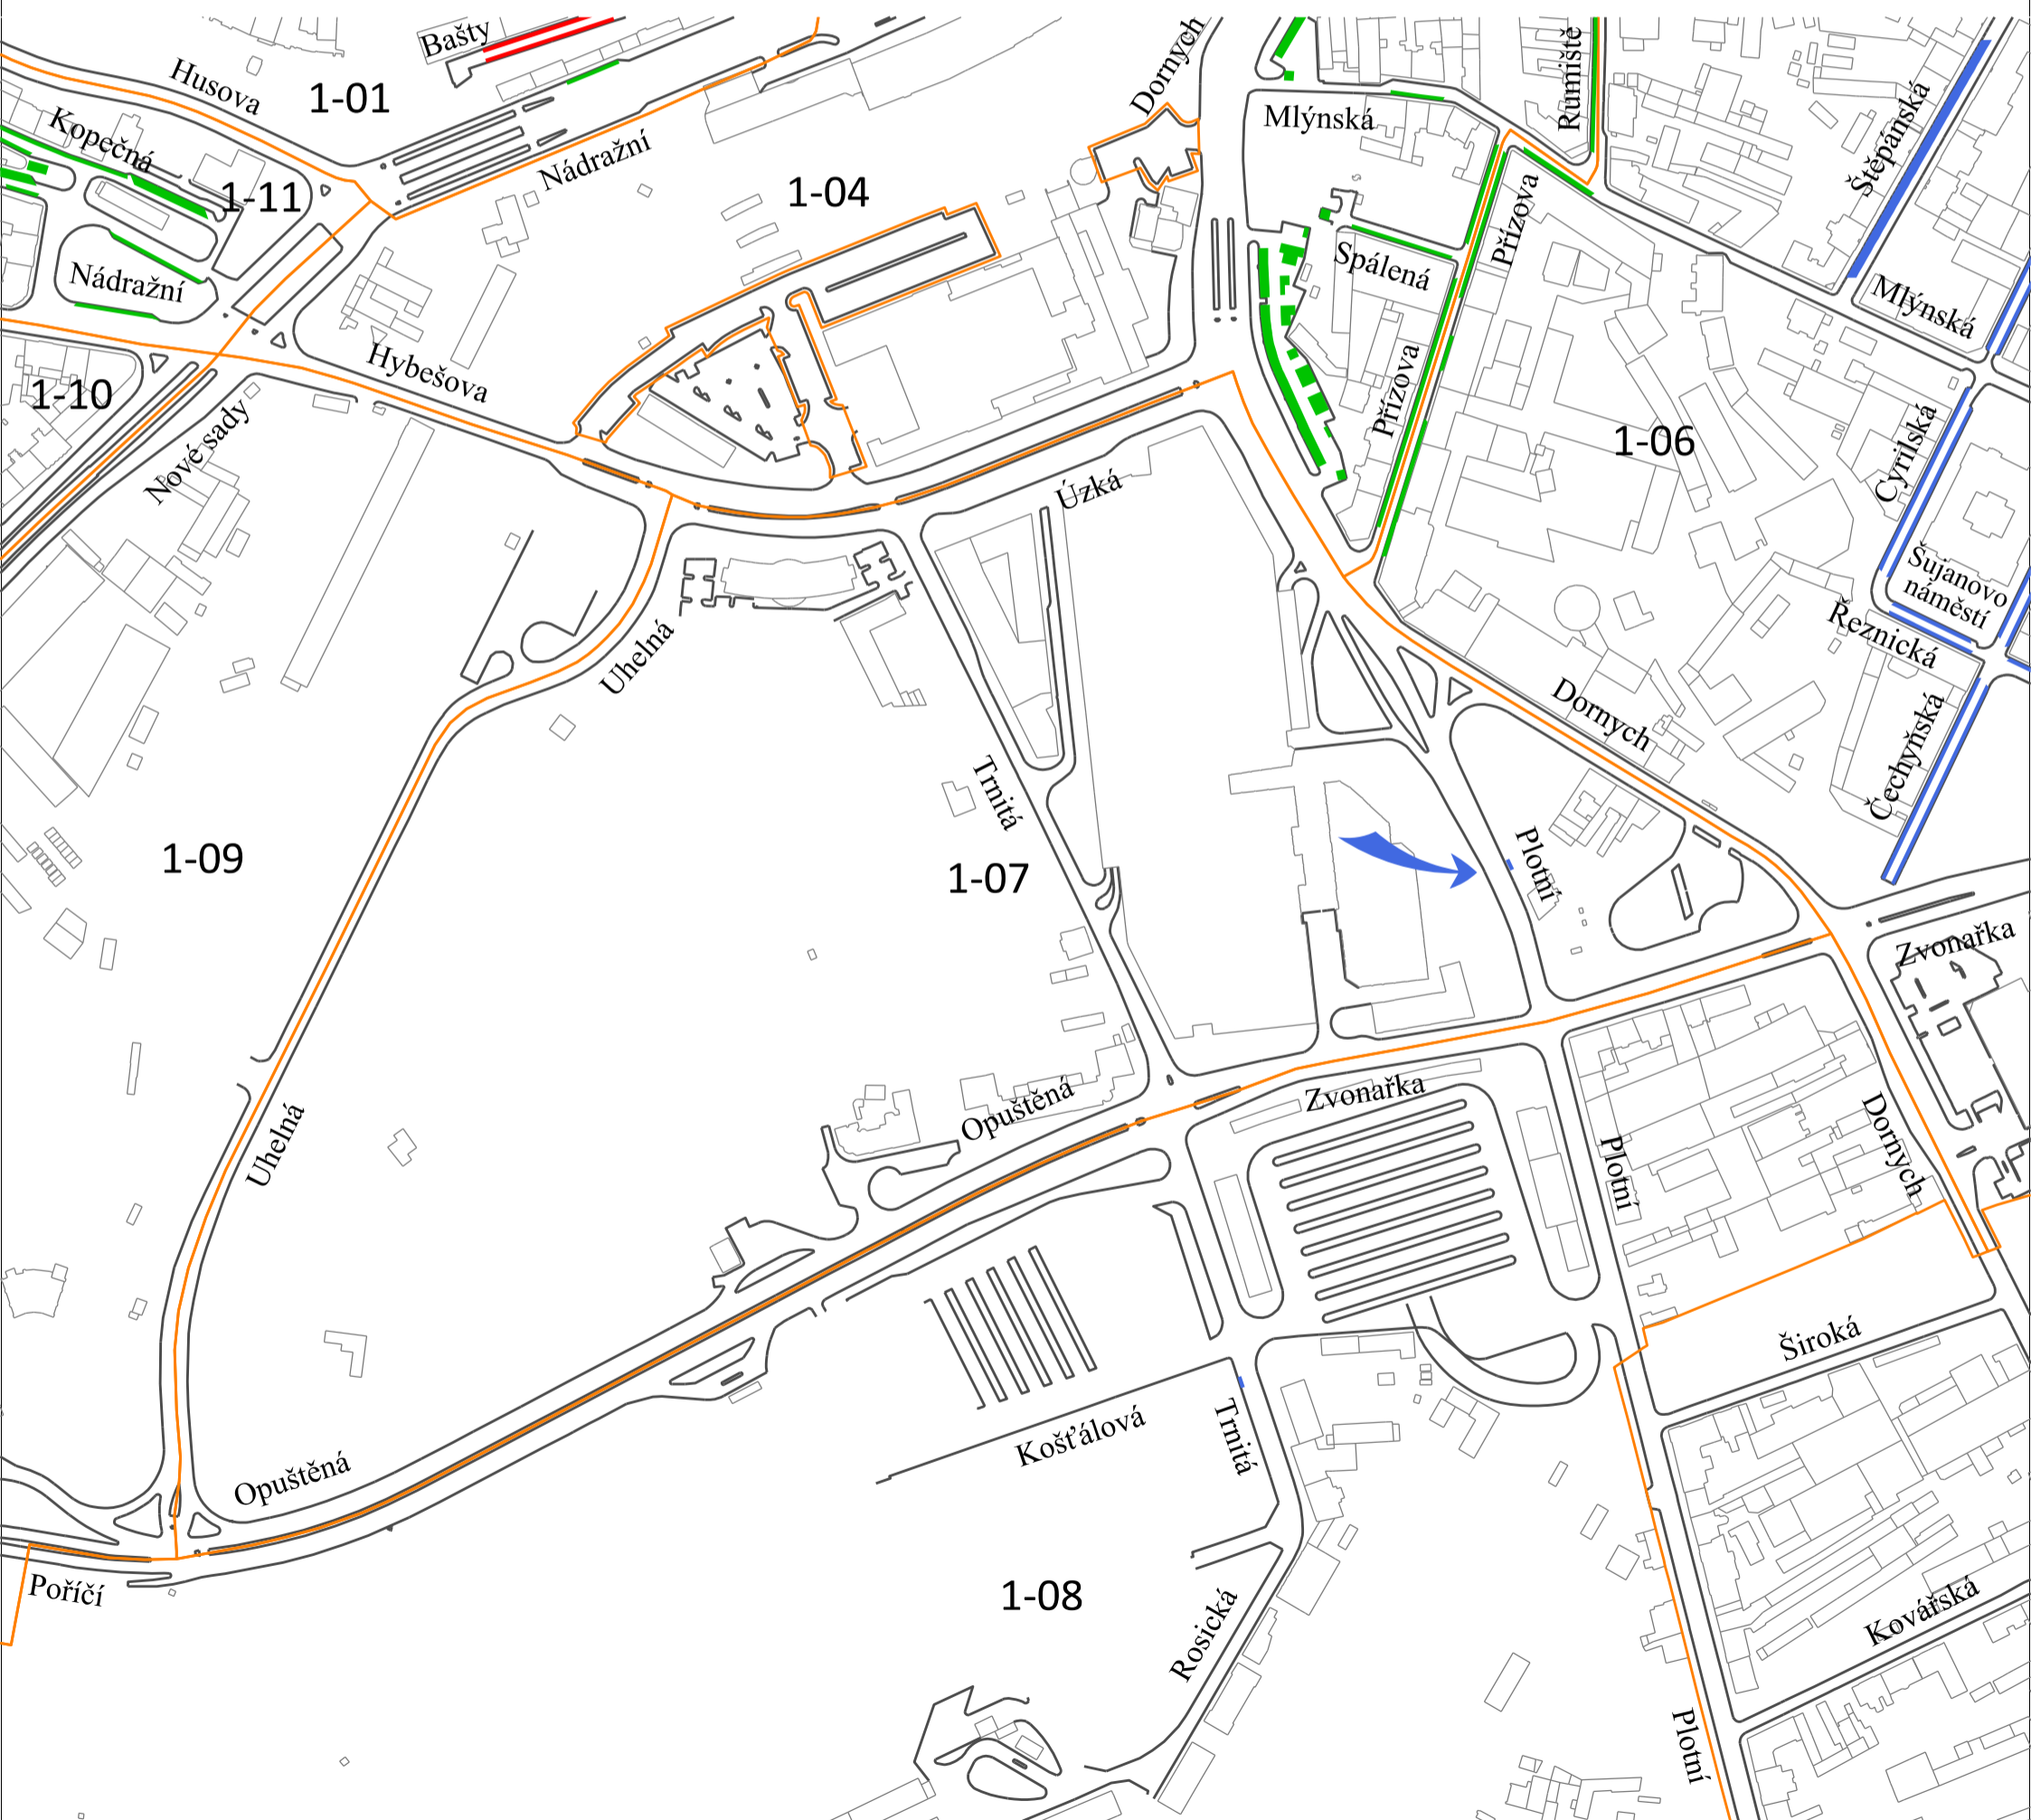 Bašty
Dornych
Rumiště
Husova
1-01
Mlýnská
Štěpánská
Kopečná
Nádražní
1-11
1-04
Přízova
Spálená
Nádražní
Mlýnská
Hybešova
1-10
Přízova
Nové sady
1-06
Cyrilská
Úzká
Šujanovo
náměstí
Řeznická
Uhelná
Dornych
Čechyňská
Trnitá
1-09
1-07
Plotní
Zvonařka
Uhelná
Opuštěná
Zvonařka
Plotní
Dornych
Široká
Košťálová
Trnitá
Opuštěná
Poříčí
1-08
Rosická
Kovářská
Plotní